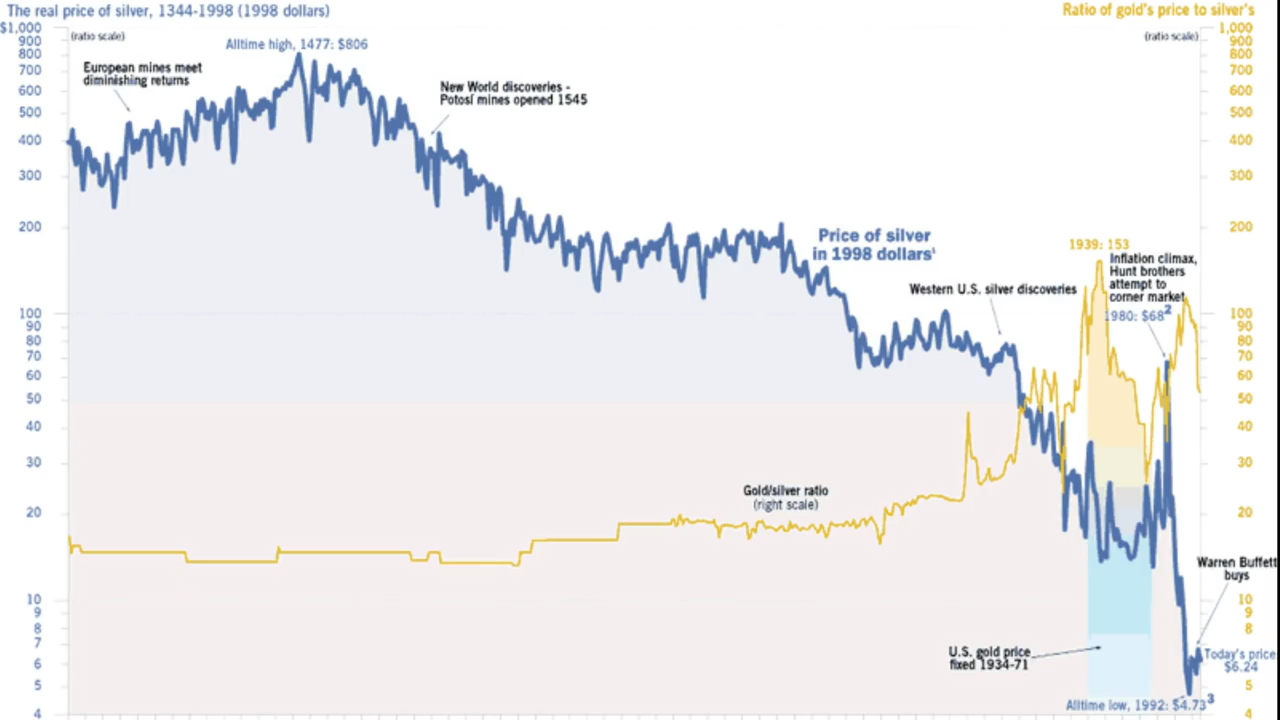 The real price of silver, 1344-1998 (1998 dollars)
Ratio of gold's price to silver's
$1,000
900
800
700
600
500
400
300
200
100
90
80
70
60
50
40
30
20
10
9
8
7
6
5
4
(ratio scale)
European mines meet
diminishing returns
Alltime high, 1477: $806
New World discoveries -
Potosí mines opened 1545
Price of silver
in 1998 dollars¹
Western U.S. silver discoveries
1939: 153
Inflation climax,
Hunt brothers
attempt to
corner market
1980: $68²
Gold/silver ratio
(right scale)
U.S. gold price
fixed 1934-71
Warren Buffett
buys
Today's price
$6.24
Alltime low, 1992: $4.73³
(ratio scale)
1,000
900
800
700
600
500
400
300
200
100
90
80
70
60
50
40
30
20
10
9
8
5
4